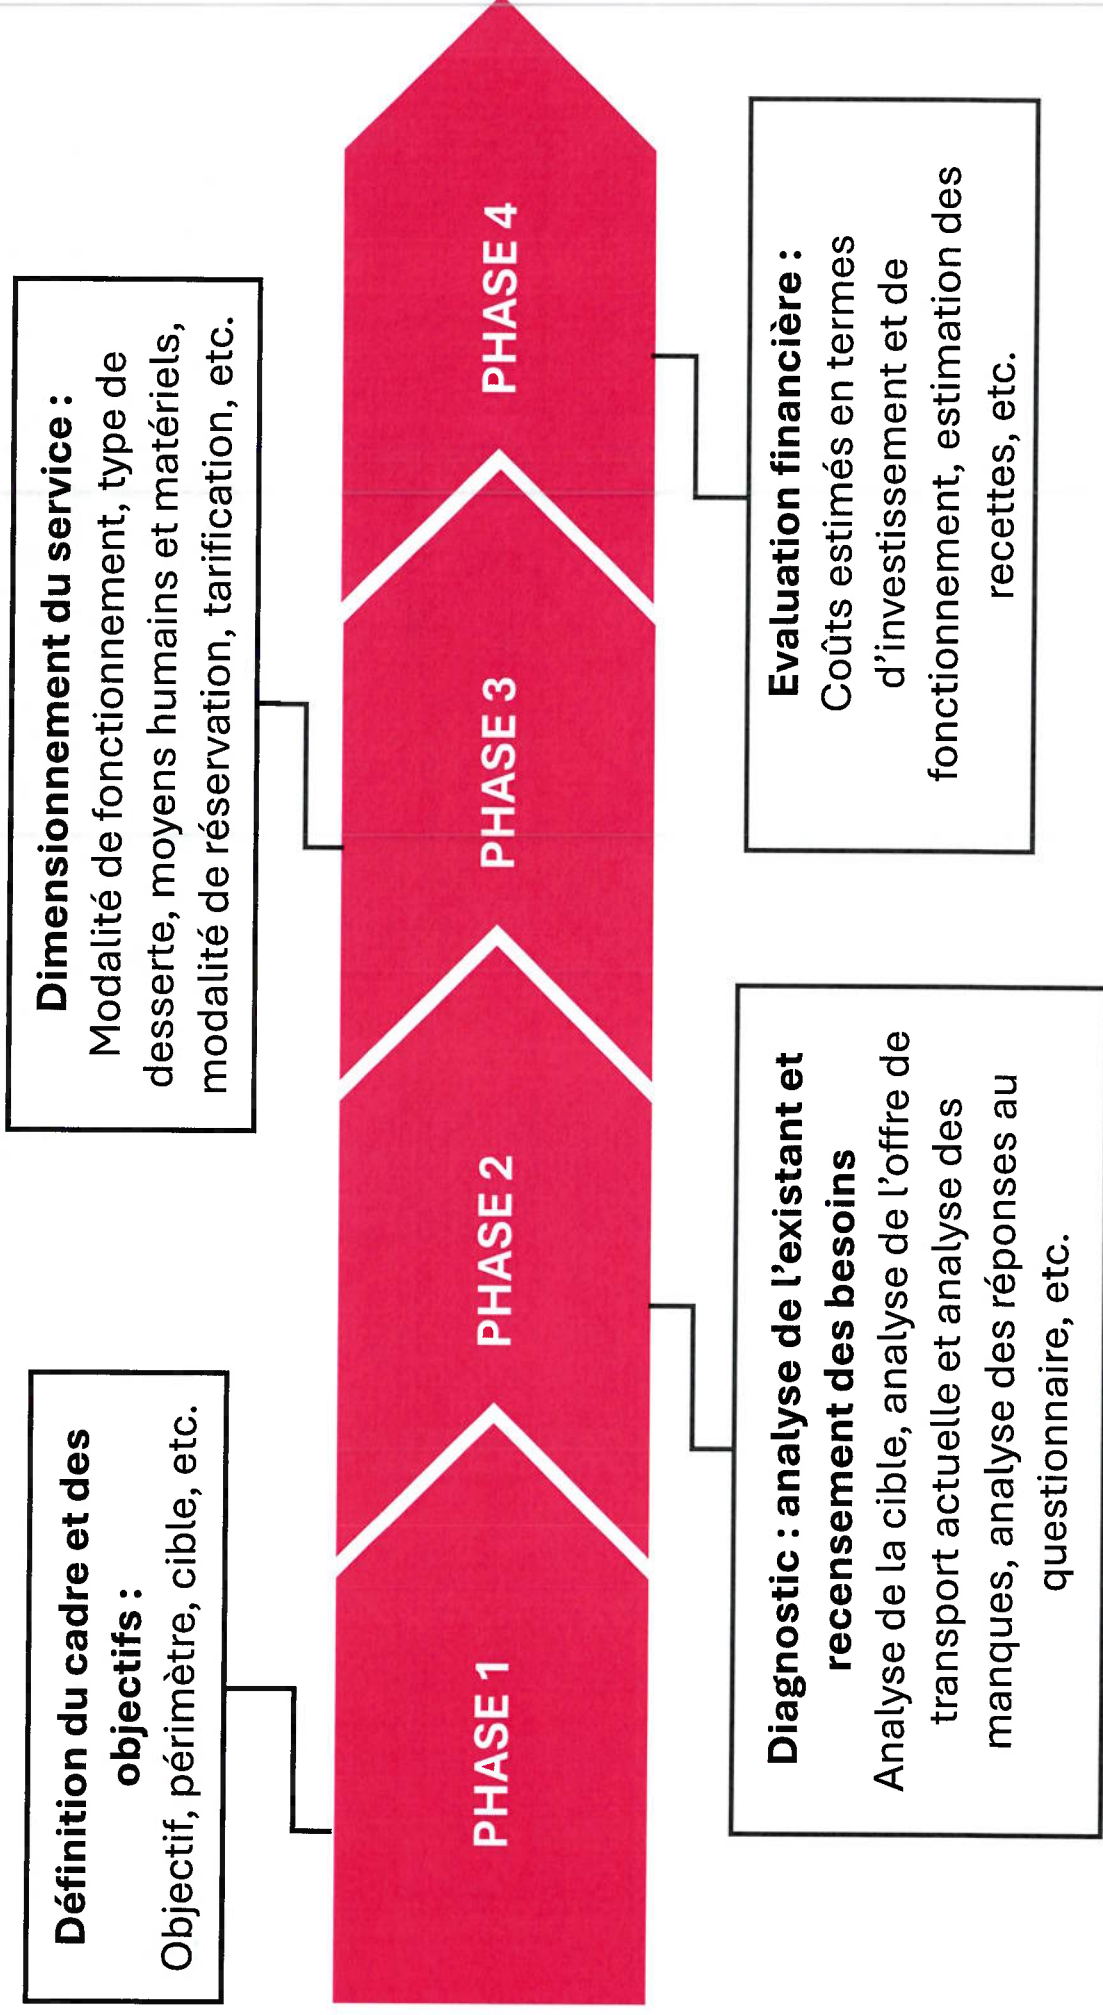 Définition du cadre et des
objectifs :
Objectif, périmètre, cible, etc.
Dimensionnement du service :
Modalité de fonctionnement, type de
desserte, moyens humains et matériels,
modalité de réservation, tarification, etc.
PHASE 1
PHASE 2
PHASE 3
PHASE 4
Diagnostic : analyse de l'existant et
recensement des besoins
Analyse de la cible, analyse de l'offre de
transport actuelle et analyse des
manques, analyse des réponses au
questionnaire, etc.
Evaluation financière :
Coûts estimés en termes
d'investissement et de
fonctionnement, estimation des
recettes, etc.